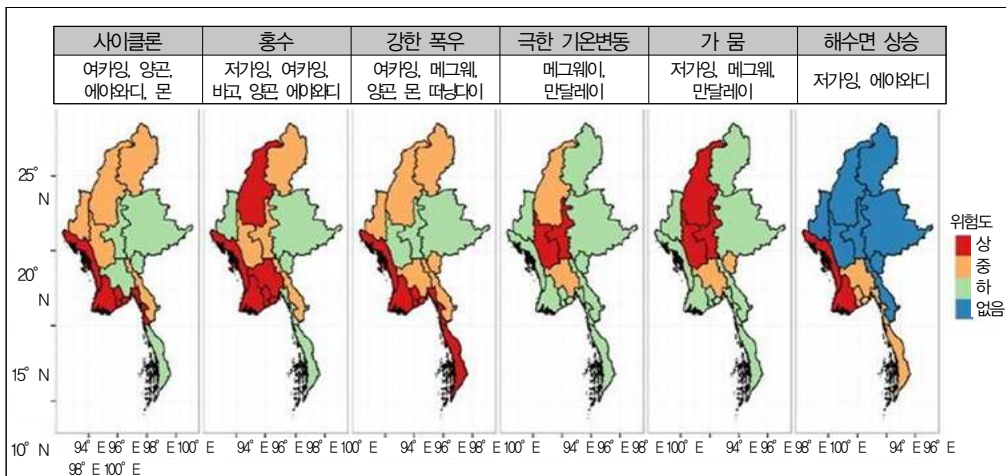 사이클론 홍수 강한 폭우 극한 기온변동 가 뭄 해수면 상승
여카잉, 양곤, 저가잉, 여카잉, 여카잉, 메그웨, 메그웨이, 저가잉, 메그웨, 저가잉, 에야와디
에야와디, 몬 바고, 양곤, 에야와디 양곤, 몬, 떠닝다이 만달레이 만달레이
25°
N
20°
N
15° N
10° N
위험도
상
중
하
없음
94° E 96° E 98° E 100° E 94° E 96° E 98° E 100° E 94° E 96° E 98° E 100° E 94° E 96° E 98° E 100° E 94° E 96° E 98° E 100° E 94° E 96° E
98° E 100° E